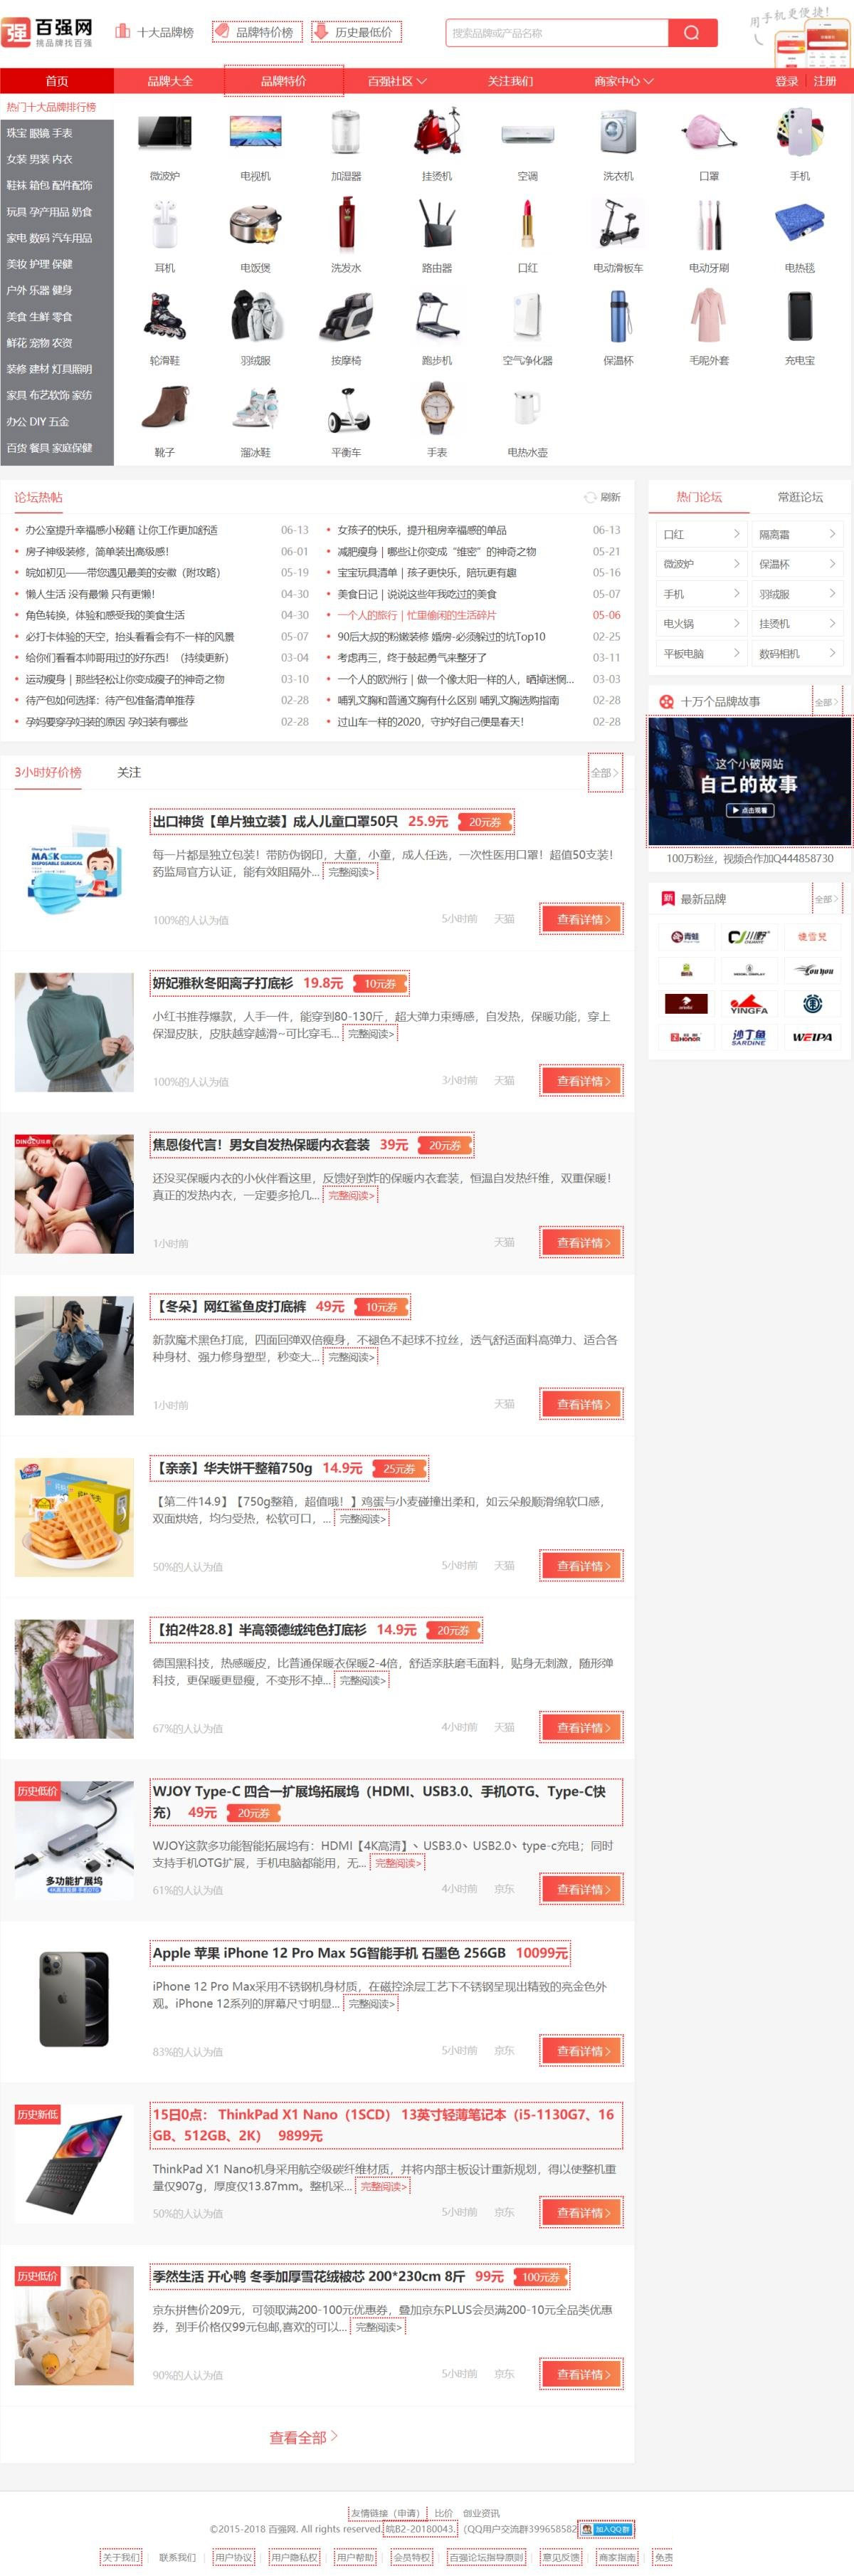 强 百强网
挑品牌找百强
十大品牌榜
品牌特价榜
历史最低价
搜索品牌或产品名称
用手机更便捷!
首页
品牌大全
品牌特价
百强社区
关注我们
商家中心
登录
注册
热门十大品牌排行榜
珠宝 眼镜 手表
女装 男装 内衣
鞋袜 箱包 配件配饰
玩具 孕产用品 奶食
家电 数码 汽车用品
美妆 护理 保健
户外 乐器 健身
美食 生鲜 零食
鲜花 宠物 农资
装修 建材 灯具照明
家具 布艺软饰 家纺
办公 DIY 五金
百货 餐具 家庭保健
微波炉 电视机 加湿器 挂烫机 空调 洗衣机 口罩 手机
耳机 电饭煲 洗发水 路由器 口红 电动滑板车 电动牙刷 电热毯
轮滑鞋 羽绒服 按摩椅 跑步机 空气净化器 保温杯 毛呢外套 充电宝
靴子 溜冰鞋 平衡车 手表 电热水壶
论坛热帖
刷新
办公室提升幸福感小秘籍 让你工作更加舒适 06-13
女孩子的快乐，提升租房幸福感的单品 06-13
房子神级装修，简单装出高级感！ 06-01
减肥瘦身 | 哪些让你变成“维密”的神奇之物 05-21
皖如初见——带您遇见最美的安徽（附攻略） 05-19
宝宝玩具清单 | 孩子更快乐，陪玩更有趣 05-16
懒人生活 没有最懒 只有更懒！ 04-30
美食日记 | 说说这些年我吃过的美食 05-07
角色转换，体验和感受我的美食生活 04-30
一个人的旅行 | 忙里偷闲的生活碎片 05-06
必打卡体验的天空，抬头看看会有不一样的风景 05-07
90后大叔的粉嫩装修 婚房-必须躲过的坑Top10 02-25
给你们看看本帅哥用过的好东西！（持续更新） 03-04
考虑再三，终于鼓起勇气来整牙了 03-11
运动瘦身 | 那些轻松让你变成瘦子的神奇之物 03-10
一个人的欧洲行 | 做一个像太阳一样的人，晒掉迷惘... 03-03
待产包如何选择：待产包准备清单推荐 02-28
哺乳文胸和普通文胸有什么区别 哺乳文胸选购指南 02-28
孕妈要穿孕妇装的原因 孕妇装有哪些 02-28
过山车一样的2020，守护好自己便是春天！ 02-28
热门论坛
常逛论坛
口红 隔离霜
微波炉 保温杯
手机 羽绒服
电火锅 挂烫机
平板电脑 数码相机
十万个品牌故事
全部
这个小破网站
自己的故事
点击观看
100万粉丝，视频合作加Q444858730
新 最新品牌
全部
青蛙
川野
YINGFA
HONOR
沙丁鱼
SARDINE
WEIPA
3小时好价榜
关注
全部
出口神货【单片独立装】成人儿童口罩50只 25.9元 20元券
MASK
每一片都是独立包装！带防伪钢印，大童，小童，成人任选，一次性医用口罩！超值50支装！
药监局官方认证，能有效阻隔外... 完整阅读>
100%的人认为值 5小时前 天猫 查看详情
妍妃雅秋冬阳离子打底衫 19.8元 10元券
小红书推荐爆款，人手一件，能穿到80-130斤，超大弹力束缚感，自发热，保暖功能，穿上
保湿皮肤，皮肤越穿越滑~可比穿毛... 完整阅读>
100%的人认为值 3小时前 天猫 查看详情
焦恩俊代言！男女自发热保暖内衣套装 39元 20元券
还没买保暖内衣的小伙伴看这里，反馈好到炸的保暖内衣套装，恒温自发热纤维，双重保暖！
真正的发热内衣，一定要多抢几... 完整阅读>
1小时前 天猫 查看详情
【冬朵】网红鲨鱼皮打底裤 49元 10元券
新款魔术黑色打底，四面回弹双倍瘦身，不褪色不起球不拉丝，透气舒适面料高弹力、适合各
种身材、强力修身塑型，秒变大... 完整阅读>
1小时前 天猫 查看详情
【亲亲】华夫饼干整箱750g 14.9元 25元券
【第二件14.9】【750g整箱，超值哦！】鸡蛋与小麦碰撞出柔和，如云朵般顺滑绵软口感，
双面烘焙，均匀受热，松软可口，... 完整阅读>
50%的人认为值 5小时前 天猫 查看详情
【拍2件28.8】半高领德绒纯色打底衫 14.9元 20元券
德国黑科技，热感暖皮，比普通保暖衣保暖2-4倍，舒适亲肤磨毛面料，贴身无刺激，随形弹
科技，更保暖更显瘦，不变形不掉... 完整阅读>
67%的人认为值 4小时前 天猫 查看详情
历史低价
多功能扩展坞
WJOY Type-C 四合一扩展坞拓展坞（HDMI、USB3.0、手机OTG、Type-C快
充） 49元 20元券
WJOY这款多功能智能拓展坞有：HDMI【4K高清】丶USB3.0丶USB2.0丶type-c充电；同时
支持手机OTG扩展，手机电脑都能用，无... 完整阅读>
61%的人认为值 4小时前 京东 查看详情
Apple 苹果 iPhone 12 Pro Max 5G智能手机 石墨色 256GB 10099元
iPhone 12 Pro Max采用不锈钢机身材质，在磁控涂层工艺下不锈钢呈现出精致的亮金色外
观。iPhone 12系列的屏幕尺寸明显... 完整阅读>
83%的人认为值 5小时前 京东 查看详情
历史新低
15日0点： ThinkPad X1 Nano（1SCD） 13英寸轻薄笔记本（i5-1130G7、16
GB、512GB、2K） 9899元
ThinkPad X1 Nano机身采用航空级碳纤维材质，并将内部主板设计重新规划，得以使整机重
量仅907g，厚度仅13.87mm。整机采... 完整阅读>
50%的人认为值 5小时前 京东 查看详情
历史低价
季然生活 开心鸭 冬季加厚雪花绒被芯 200*230cm 8斤 99元 100元券
京东拼售价209元，可领取满200-100元优惠券，叠加京东PLUS会员满200-10元全品类优惠
券，到手价格仅99元包邮,喜欢的可以... 完整阅读>
90%的人认为值 5小时前 京东 查看详情
查看全部
友情链接（申请） 比价 创业资讯
©2015-2018 百强网. All rights reserved.皖B2-20180043. (QQ用户交流群399658582 加入QQ群
关于我们 联系我们 用户协议 用户隐私权 用户帮助 会员特权 百强论坛指导原则 意见反馈 商家指南 免责